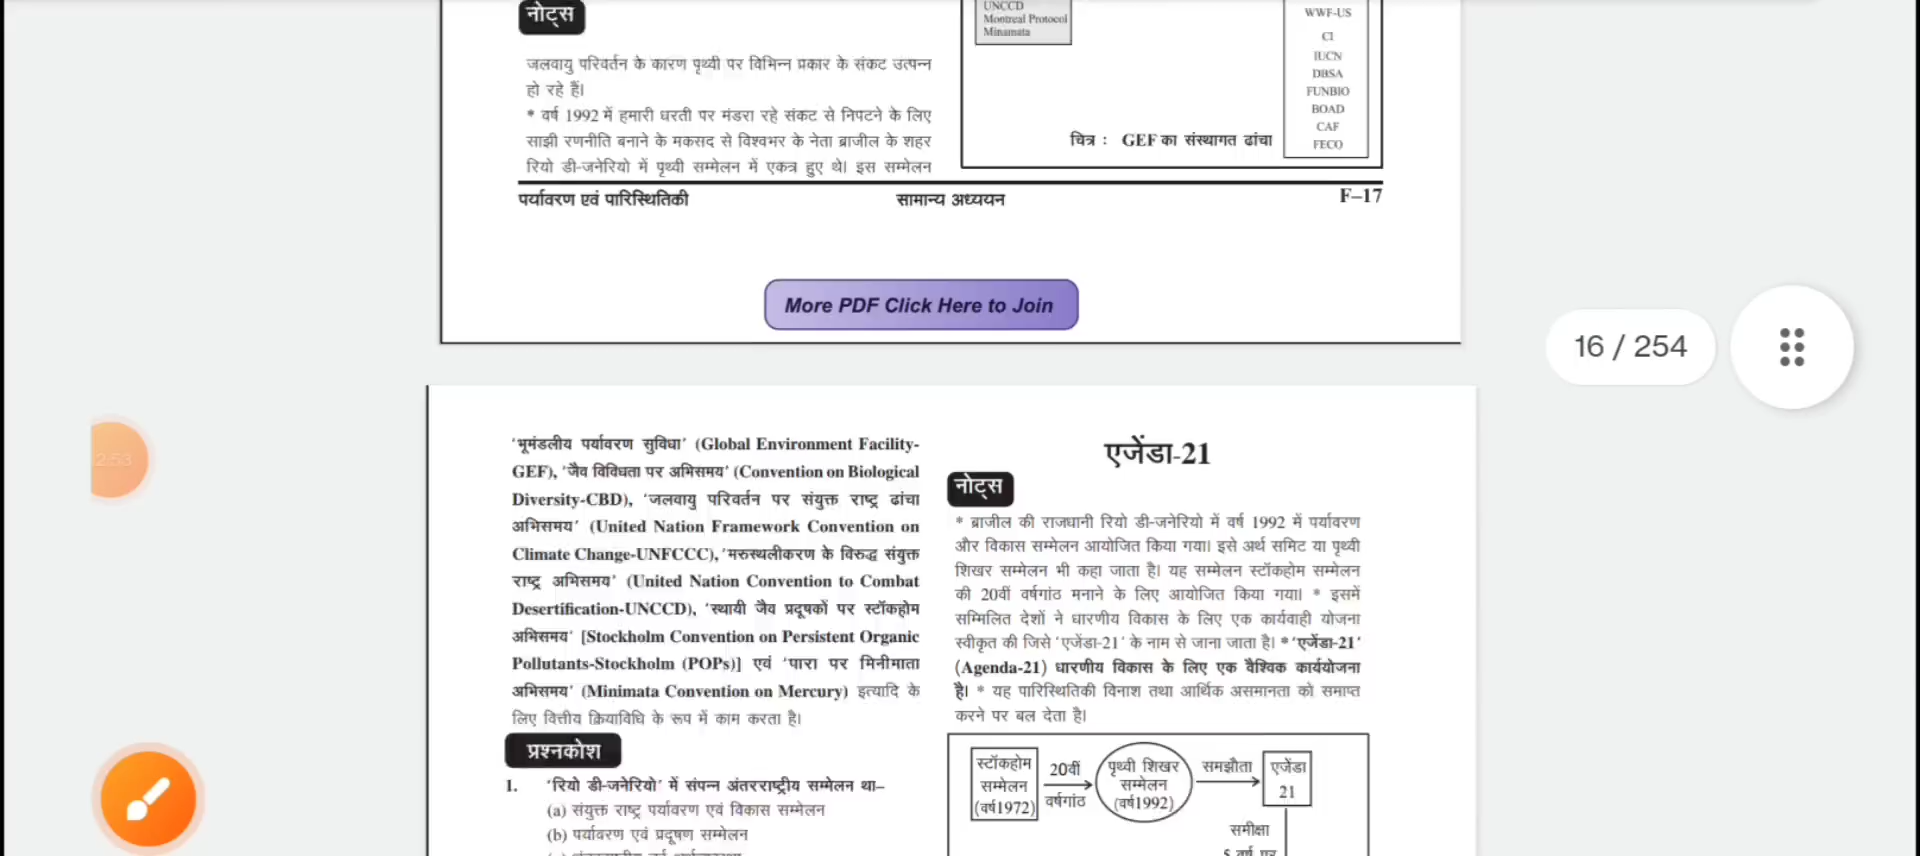 नोट्स
जलवायु परिवर्तन के कारण पृथ्वी पर विभिन्न प्रकार के संकट उत्पन्न
हो रहे हैं।
* वर्ष 1992 में हमारी धरती पर मंडरा रहे संकट से निपटने के लिए
साझी रणनीति बनाने के मकसद से विश्वभर के नेता ब्राजील के शहर
रियो डी-जनेरियो में पृथ्वी सम्मेलन में एकत्र हुए थे। इस सम्मेलन
UNCCD
Montreal Protocol
Minamata
WWF-US
CI
IUCN
DBSA
FUNBIO
BOAD
CAF
FECO
चित्र : GEF का संस्थागत ढांचा
पर्यावरण एवं पारिस्थितिकी
सामान्य अध्ययन
F–17
More PDF Click Here to Join
16 / 254
2:53
‘भूमंडलीय पर्यावरण सुविधा’ (Global Environment Facility-
GEF), ‘जैव विविधता पर अभिसमय’ (Convention on Biological
Diversity-CBD), ‘जलवायु परिवर्तन पर संयुक्त राष्ट्र ढांचा
अभिसमय’ (United Nation Framework Convention on
Climate Change-UNFCCC), ‘मरुस्थलीकरण के विरुद्ध संयुक्त
राष्ट्र अभिसमय’ (United Nation Convention to Combat
Desertification-UNCCD), ‘स्थायी जैव प्रदूषकों पर स्टॉकहोम
अभिसमय’ [Stockholm Convention on Persistent Organic
Pollutants-Stockholm (POPs)] एवं ‘पारा पर मिनीमाता
अभिसमय’ (Minimata Convention on Mercury) इत्यादि के
लिए वित्तीय क्रियाविधि के रूप में काम करता है।
प्रश्नकोश
1. ‘रियो डी-जनेरियो’ में संपन्न अंतरराष्ट्रीय सम्मेलन था–
(a) संयुक्त राष्ट्र पर्यावरण एवं विकास सम्मेलन
(b) पर्यावरण एवं प्रदूषण सम्मेलन
एजेंडा-21
नोट्स
* ब्राजील की राजधानी रियो डी-जनेरियो में वर्ष 1992 में पर्यावरण
और विकास सम्मेलन आयोजित किया गया। इसे अर्थ समिट या पृथ्वी
शिखर सम्मेलन भी कहा जाता है। यह सम्मेलन स्टॉकहोम सम्मेलन
की 20वीं वर्षगांठ मनाने के लिए आयोजित किया गया। * इसमें
सम्मिलित देशों ने धारणीय विकास के लिए एक कार्यवाही योजना
स्वीकृत की जिसे ‘एजेंडा-21’ के नाम से जाना जाता है। * ‘एजेंडा-21’
(Agenda-21) धारणीय विकास के लिए एक वैश्विक कार्ययोजना
है। * यह पारिस्थितिकी विनाश तथा आर्थिक असमानता को समाप्त
करने पर बल देता है।
स्टॉकहोम
सम्मेलन
(वर्ष1972)
20वीं
वर्षगांठ
पृथ्वी शिखर
सम्मेलन
(वर्ष1992)
समझौता
एजेंडा
21
समीक्षा
5 वर्ष पर